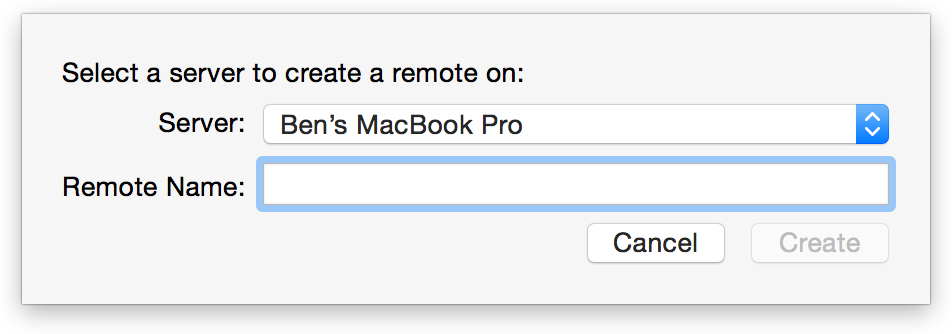 Select a server to create a remote on:
Server: Ben’s MacBook Pro
Remote Name:
Cancel Create